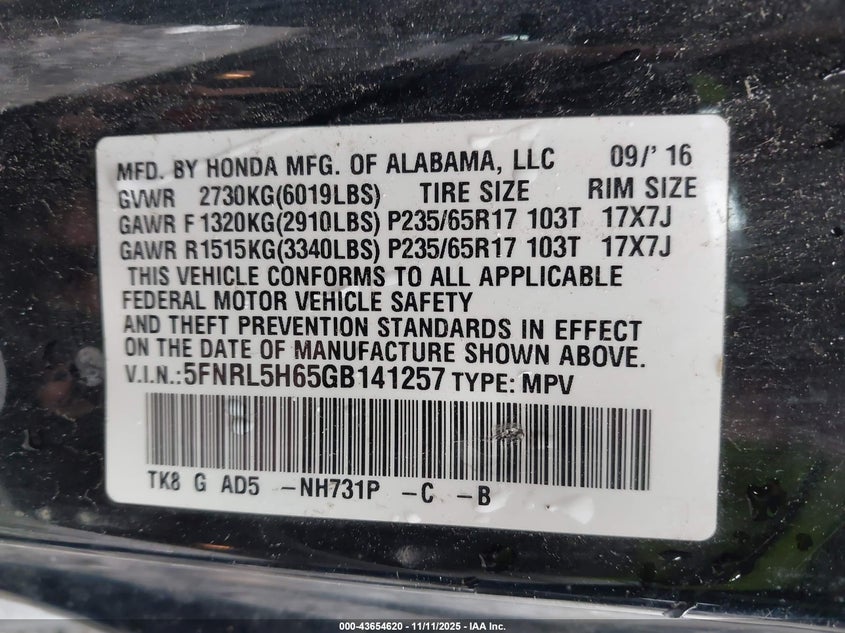 MFD. BY HONDA MFG. OF ALABAMA, LLC 09/' 16
GVWR 2730KG(6019LBS) TIRE SIZE RIM SIZE
GAWR F 1320KG(2910LBS) P235/65R17 103T 17X7J
GAWR R1515KG(3340LBS) P235/65R17 103T 17X7J
THIS VEHICLE CONFORMS TO ALL APPLICABLE
FEDERAL MOTOR VEHICLE SAFETY
AND THEFT PREVENTION STANDARDS IN EFFECT
ON THE DATE OF MANUFACTURE SHOWN ABOVE.
V.I.N.:5FNRL5H65GB141257 TYPE: MPV
TK8 G AD5 -NH731P -C -B
000-43654620 - 11/11/2025 - IAA Inc.